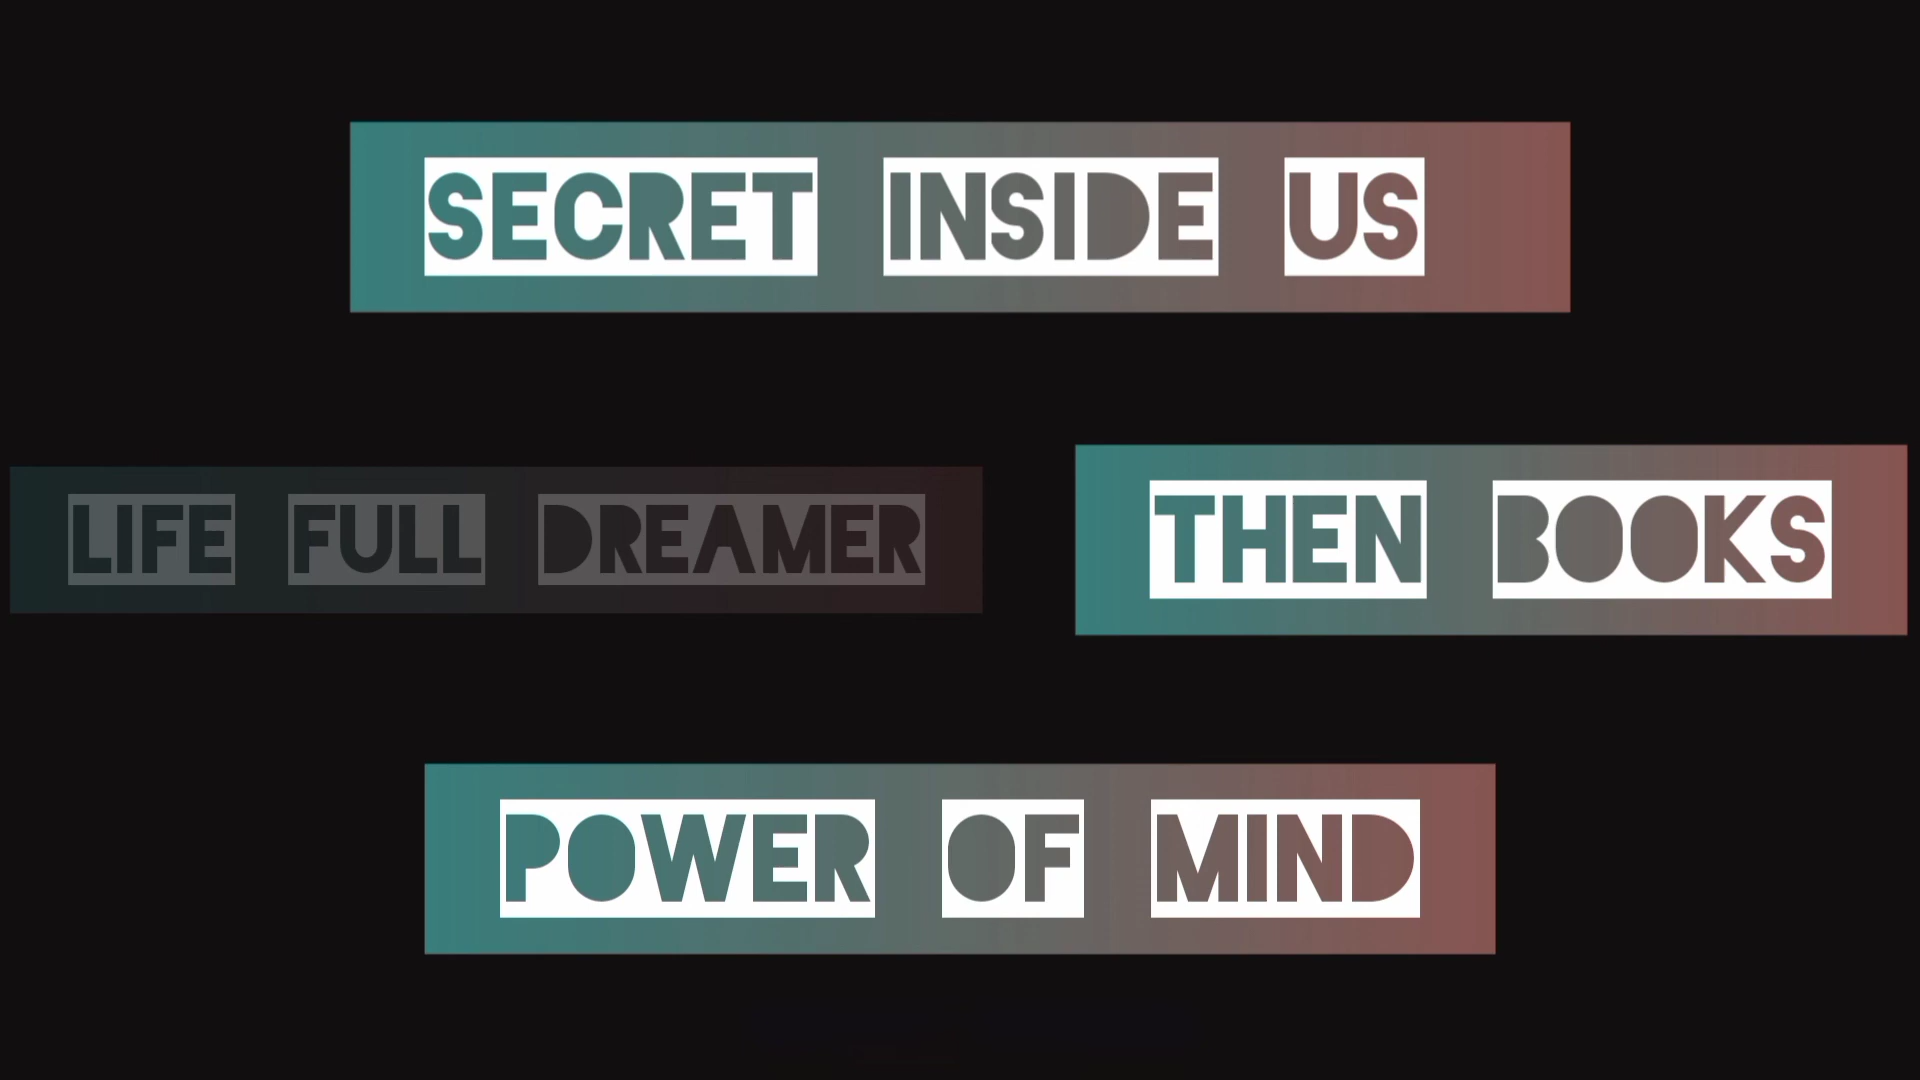 SECRET INSIDE US
LIFE FULL DREAMER
THEN BOOKS
POWER OF MIND